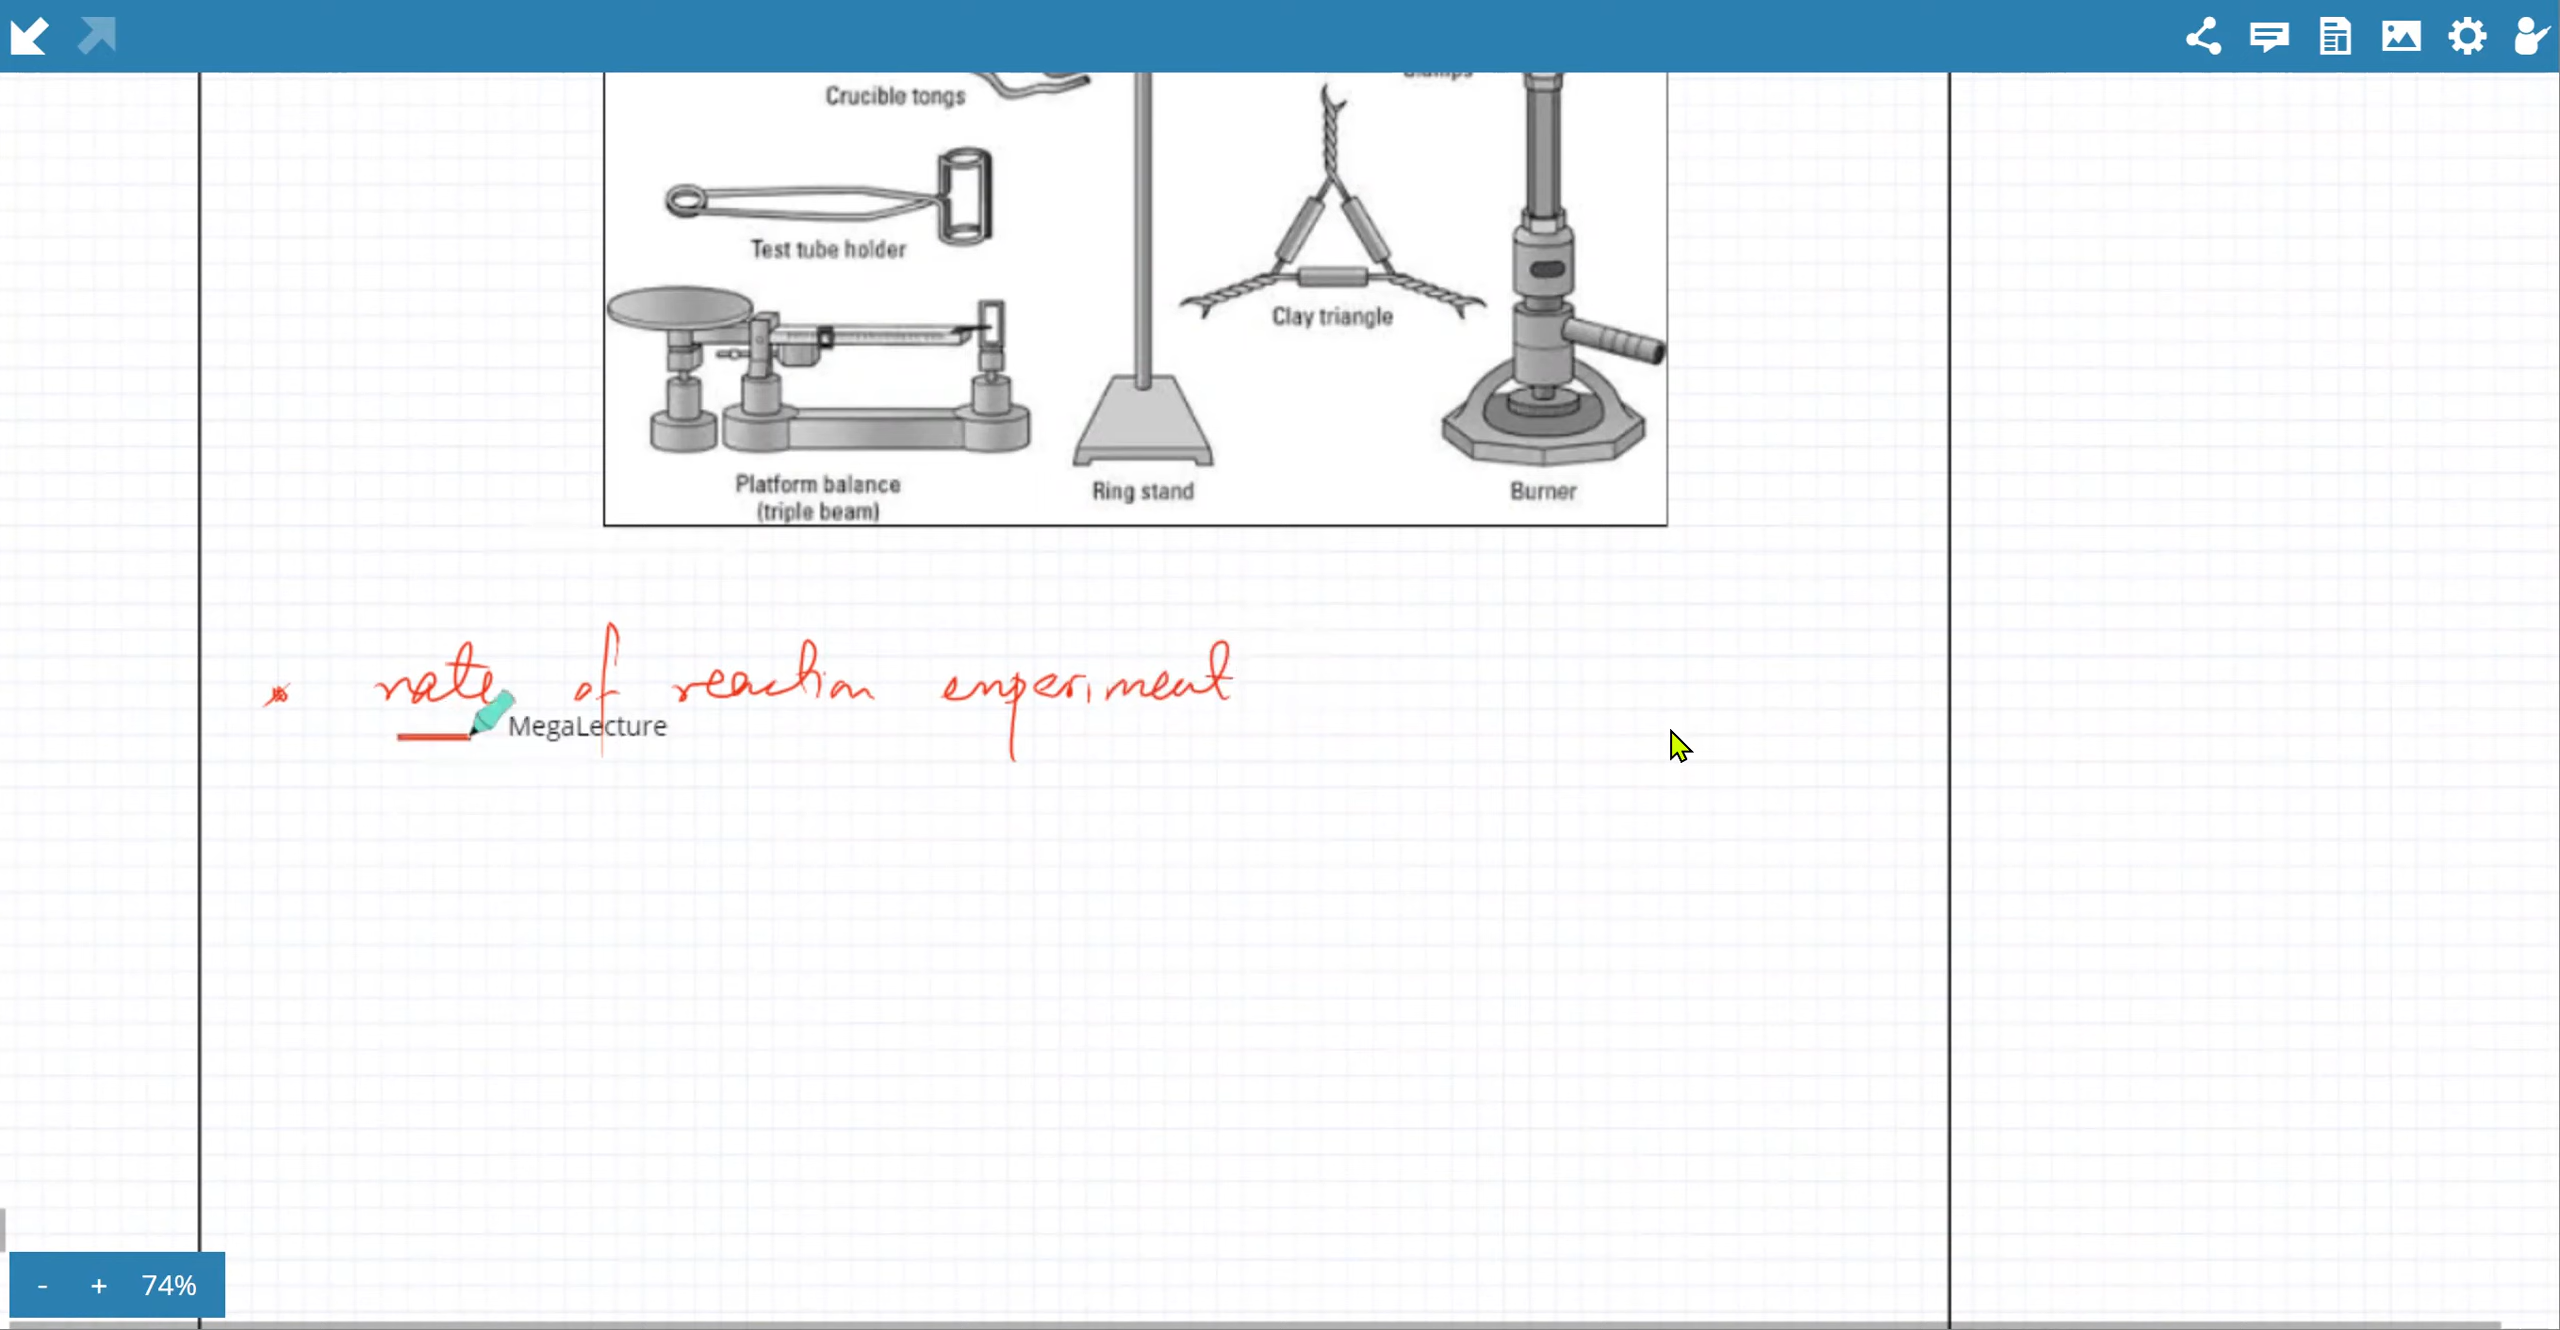 Crucible tongs
Test tube holder
Clay triangle
Platform balance
(triple beam)
Ring stand
Burner
* rate of reaction experiment
MegaLecture
- + 74%